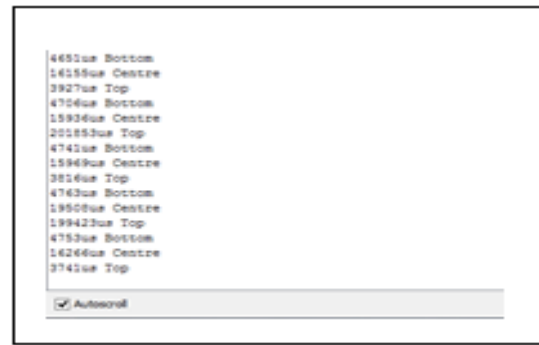 4651us Bottom
16155us Centre
3927us Top
4706us Bottom
15936us Centre
201853us Top
4741us Bottom
15969us Centre
3816us Top
4763us Bottom
19508us Centre
199423us Top
4753us Bottom
16266us Centre
3741us Top
Autoscroll